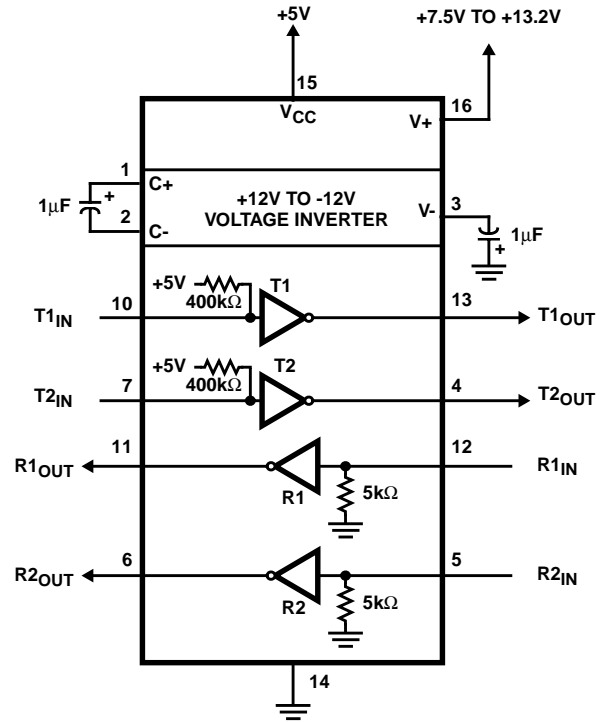 +5V
+7.5V TO +13.2V
15
16
VCC
V+
1
C+
+
1µF
2
C-
+12V TO -12V
VOLTAGE INVERTER
V-
3
1µF
+
+5V
400kΩ
T1
T1IN
10
13
T1OUT
+5V
400kΩ
T2
T2IN
7
4
T2OUT
R1OUT
11
12
R1IN
R1
5kΩ
R2OUT
6
5
R2IN
R2
5kΩ
14